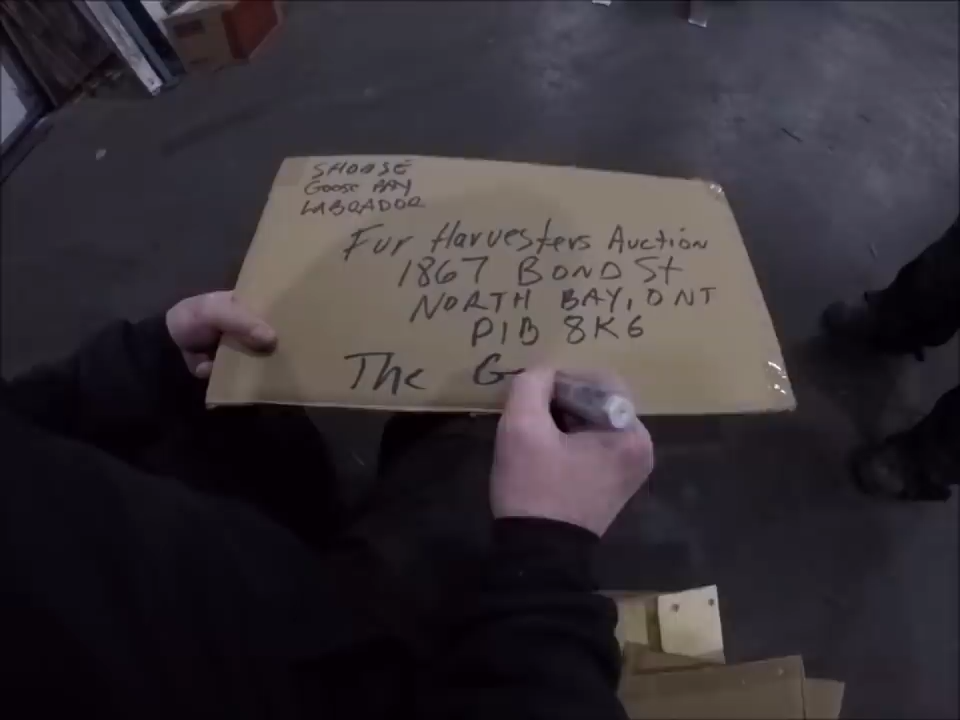 SHOOSE
GOOSE BAY
LABRADOR
Fur Harvesters Auction
1867 BOND St
NORTH BAY, ONT
P1B 8K6
The G